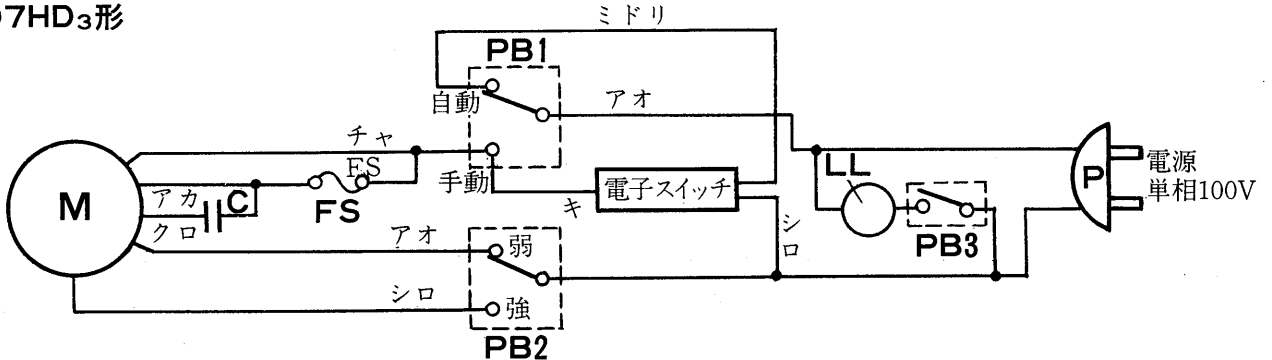 7HD₃形
ミドリ
PB1
自動
アオ
チャ
FS
手動
電子スイッチ
キ
LL
P
電源
単相100V
M
アカ
C
FS
クロ
アオ
弱
シロ
PB3
シロ
強
PB2